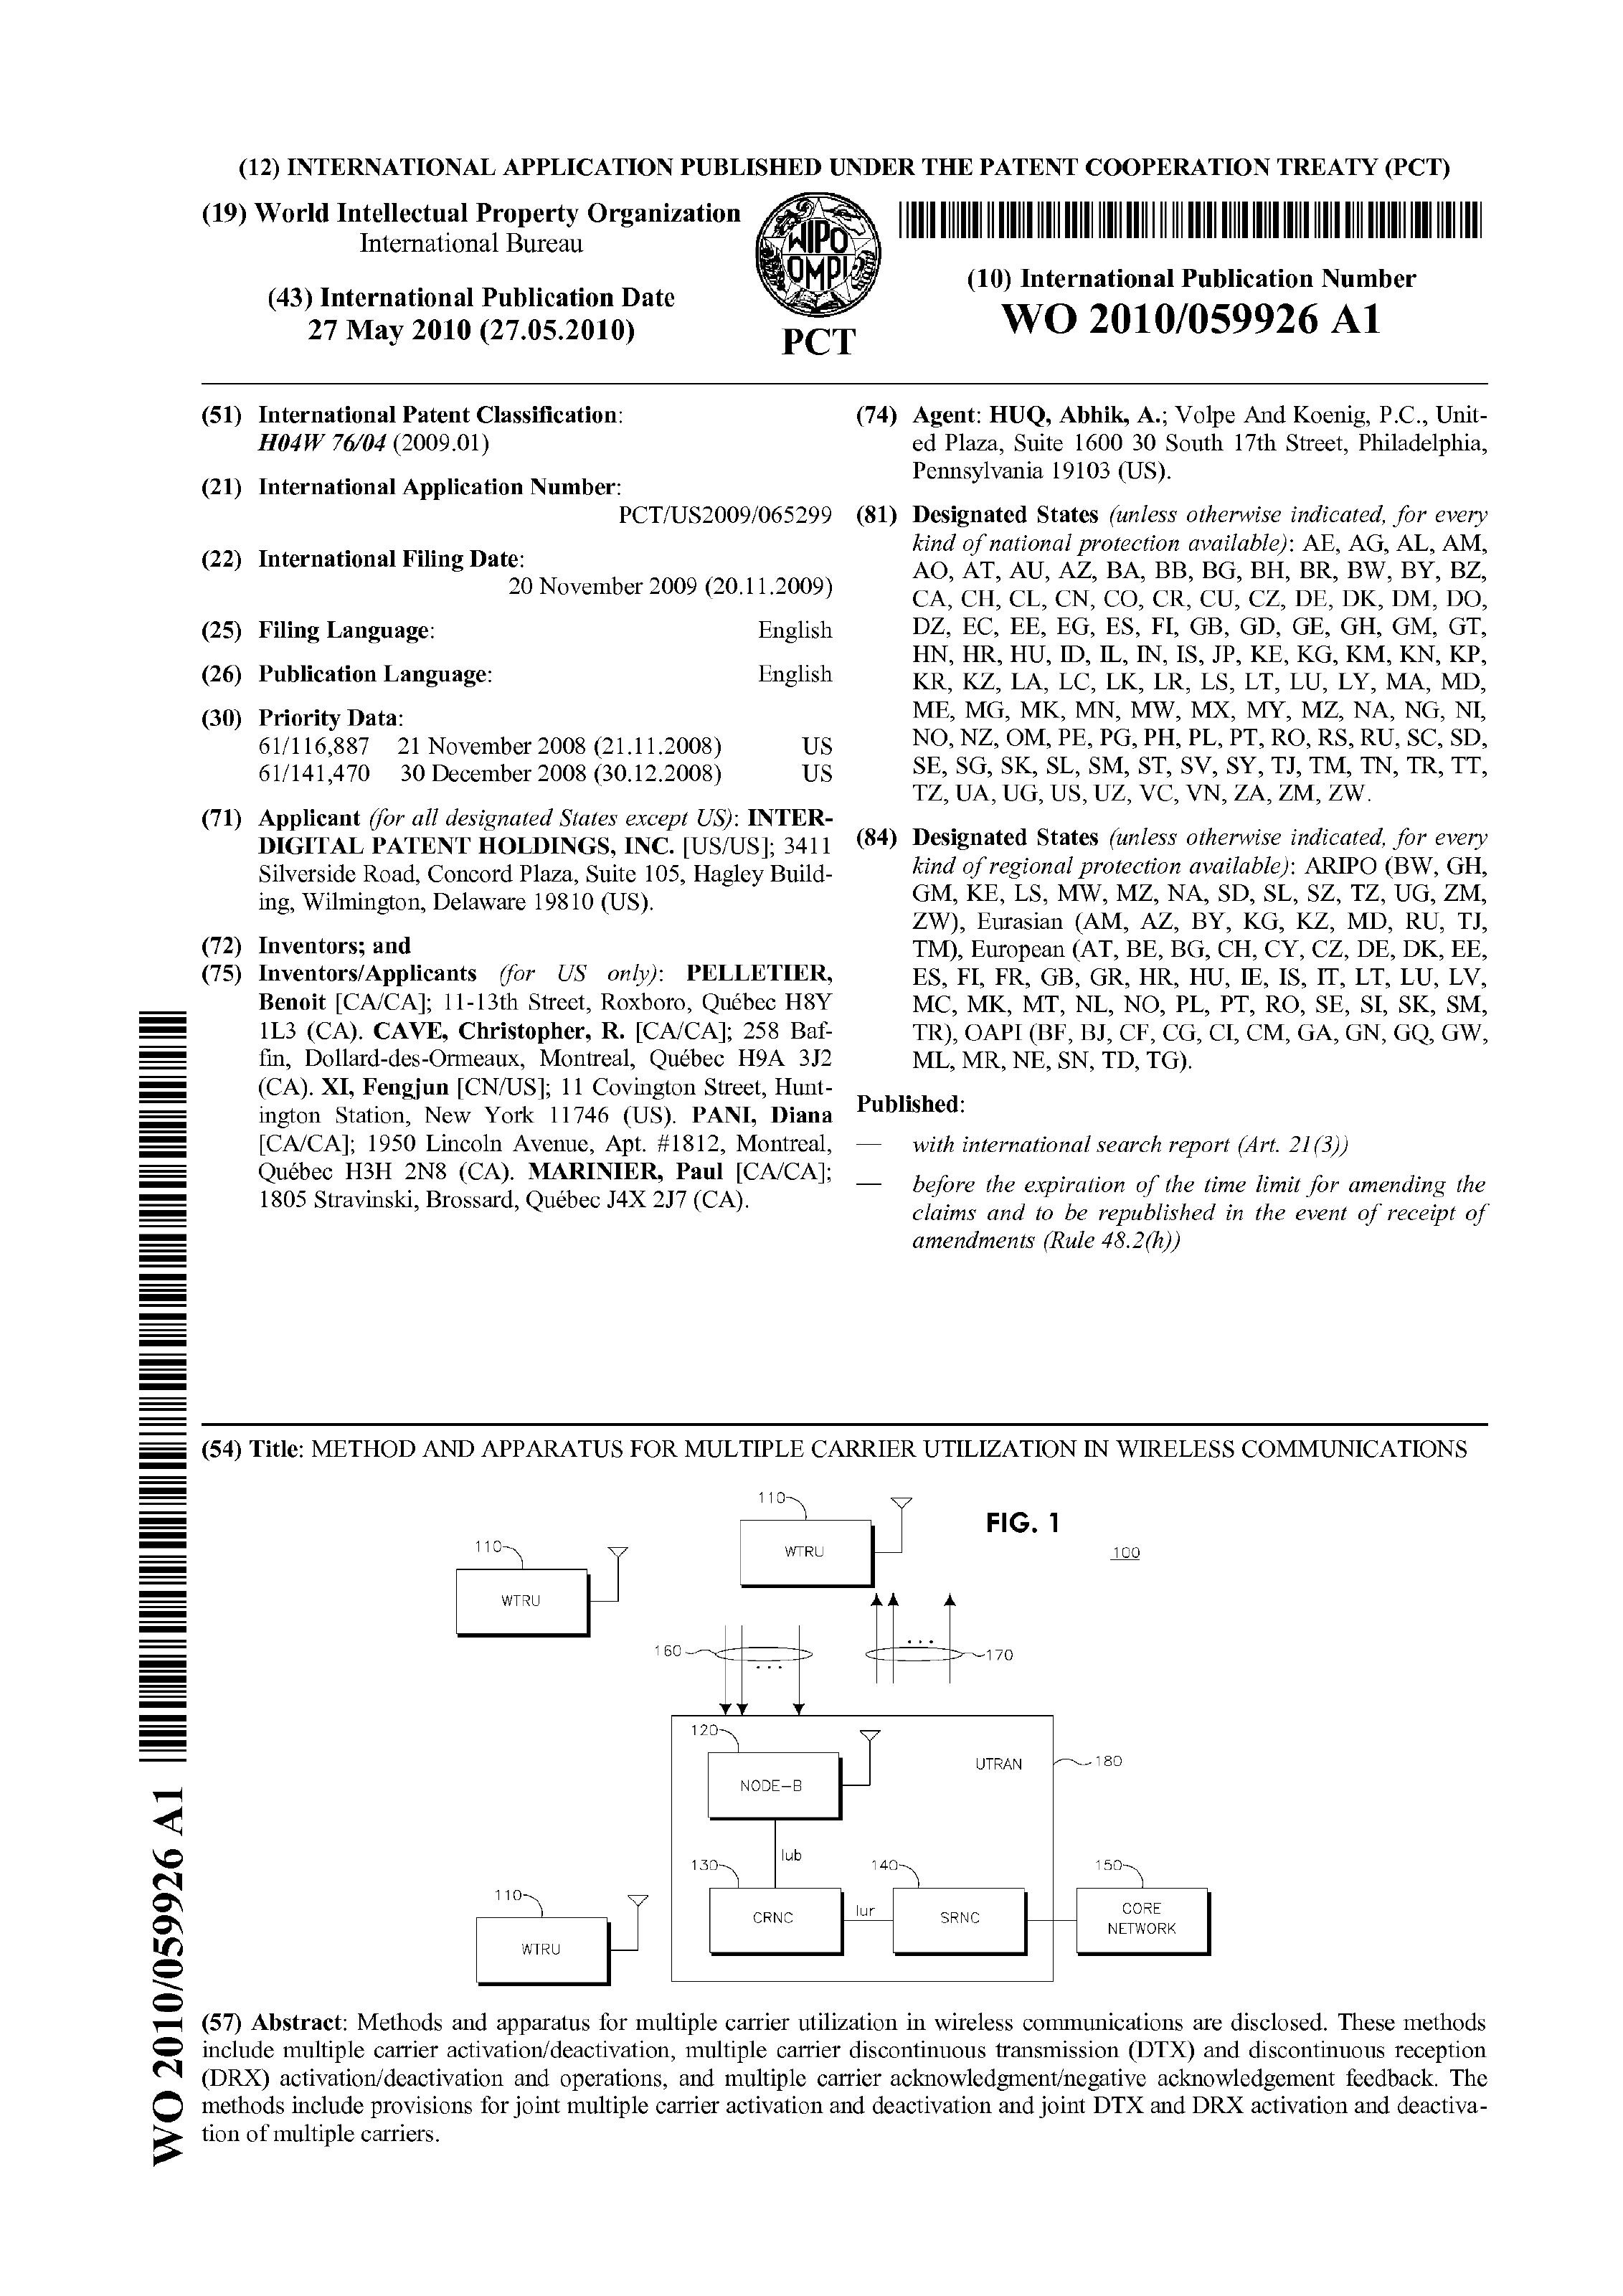 (12) INTERNATIONAL APPLICATION PUBLISHED UNDER THE PATENT COOPERATION TREATY (PCT)
(19) World Intellectual Property Organization
International Bureau
(43) International Publication Date
27 May 2010 (27.05.2010)
WIPO
OMPI
PCT
(10) International Publication Number
WO 2010/059926 A1
(51) International Patent Classification:
H04W 76/04 (2009.01)
(21) International Application Number:
PCT/US2009/065299
(22) International Filing Date:
20 November 2009 (20.11.2009)
(25) Filing Language: English
(26) Publication Language: English
(30) Priority Data:
61/116,887 21 November 2008 (21.11.2008) US
61/141,470 30 December 2008 (30.12.2008) US
(71) Applicant (for all designated States except US): INTER-
DIGITAL PATENT HOLDINGS, INC. [US/US]; 3411
Silverside Road, Concord Plaza, Suite 105, Hagley Build-
ing, Wilmington, Delaware 19810 (US).
(72) Inventors; and
(75) Inventors/Applicants (for US only): PELLETIER,
Benoit [CA/CA]; 11-13th Street, Roxboro, Québec H8Y
1L3 (CA). CAVE, Christopher, R. [CA/CA]; 258 Baf-
fin, Dollard-des-Ormeaux, Montreal, Québec H9A 3J2
(CA). XI, Fengjun [CN/US]; 11 Covington Street, Hunt-
ington Station, New York 11746 (US). PANI, Diana
[CA/CA]; 1950 Lincoln Avenue, Apt. #1812, Montreal,
Québec H3H 2N8 (CA). MARINIER, Paul [CA/CA];
1805 Stravinski, Brossard, Québec J4X 2J7 (CA).
(74) Agent: HUQ, Abhik, A.; Volpe And Koenig, P.C., Unit-
ed Plaza, Suite 1600 30 South 17th Street, Philadelphia,
Pennsylvania 19103 (US).
(81) Designated States (unless otherwise indicated, for every
kind of national protection available): AE, AG, AL, AM,
AO, AT, AU, AZ, BA, BB, BG, BH, BR, BW, BY, BZ,
CA, CH, CL, CN, CO, CR, CU, CZ, DE, DK, DM, DO,
DZ, EC, EE, EG, ES, FI, GB, GD, GE, GH, GM, GT,
HN, HR, HU, ID, IL, IN, IS, JP, KE, KG, KM, KN, KP,
KR, KZ, LA, LC, LK, LR, LS, LT, LU, LY, MA, MD,
ME, MG, MK, MN, MW, MX, MY, MZ, NA, NG, NI,
NO, NZ, OM, PE, PG, PH, PL, PT, RO, RS, RU, SC, SD,
SE, SG, SK, SL, SM, ST, SV, SY, TJ, TM, TN, TR, TT,
TZ, UA, UG, US, UZ, VC, VN, ZA, ZM, ZW.
(84) Designated States (unless otherwise indicated, for every
kind of regional protection available): ARIPO (BW, GH,
GM, KE, LS, MW, MZ, NA, SD, SL, SZ, TZ, UG, ZM,
ZW), Eurasian (AM, AZ, BY, KG, KZ, MD, RU, TJ,
TM), European (AT, BE, BG, CH, CY, CZ, DE, DK, EE,
ES, FI, FR, GB, GR, HR, HU, IE, IS, IT, LT, LU, LV,
MC, MK, MT, NL, NO, PL, PT, RO, SE, SI, SK, SM,
TR), OAPI (BF, BJ, CF, CG, CI, CM, GA, GN, GQ, GW,
ML, MR, NE, SN, TD, TG).
Published:
— with international search report (Art. 21(3))
— before the expiration of the time limit for amending the
claims and to be republished in the event of receipt of
amendments (Rule 48.2(h))
(54) Title: METHOD AND APPARATUS FOR MULTIPLE CARRIER UTILIZATION IN WIRELESS COMMUNICATIONS
FIG. 1
100
110
WTRU
110
WTRU
160
...
...
170
120
NODE-B
UTRAN
180
Iub
130
CRNC
Iur
140
SRNC
150
CORE
NETWORK
110
WTRU
(57) Abstract: Methods and apparatus for multiple carrier utilization in wireless communications are disclosed. These methods
include multiple carrier activation/deactivation, multiple carrier discontinuous transmission (DTX) and discontinuous reception
(DRX) activation/deactivation and operations, and multiple carrier acknowledgment/negative acknowledgement feedback. The
methods include provisions for joint multiple carrier activation and deactivation and joint DTX and DRX activation and deactiva-
tion of multiple carriers.
WO 2010/059926 A1